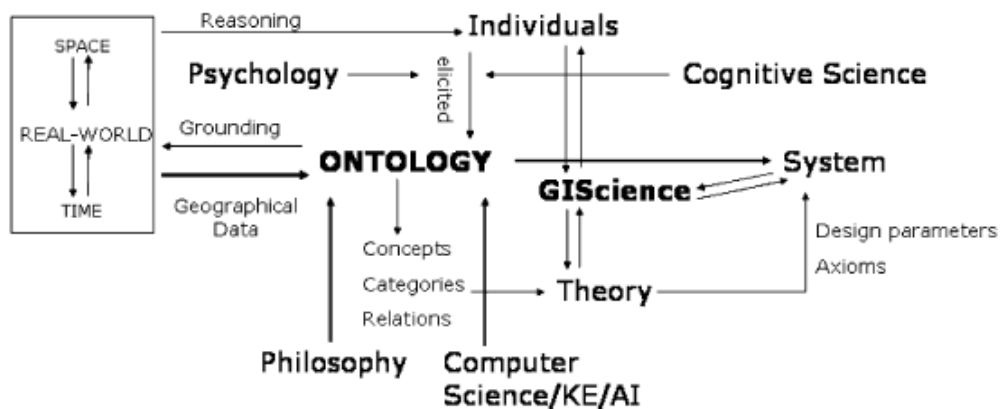 Reasoning
Individuals
SPACE
Psychology
elicited
Cognitive Science
REAL-WORLD
Grounding
ONTOLOGY
System
GIScience
TIME
Geographical
Data
Concepts
Categories
Relations
Theory
Design parameters
Axioms
Philosophy
Computer
Science/KE/AI